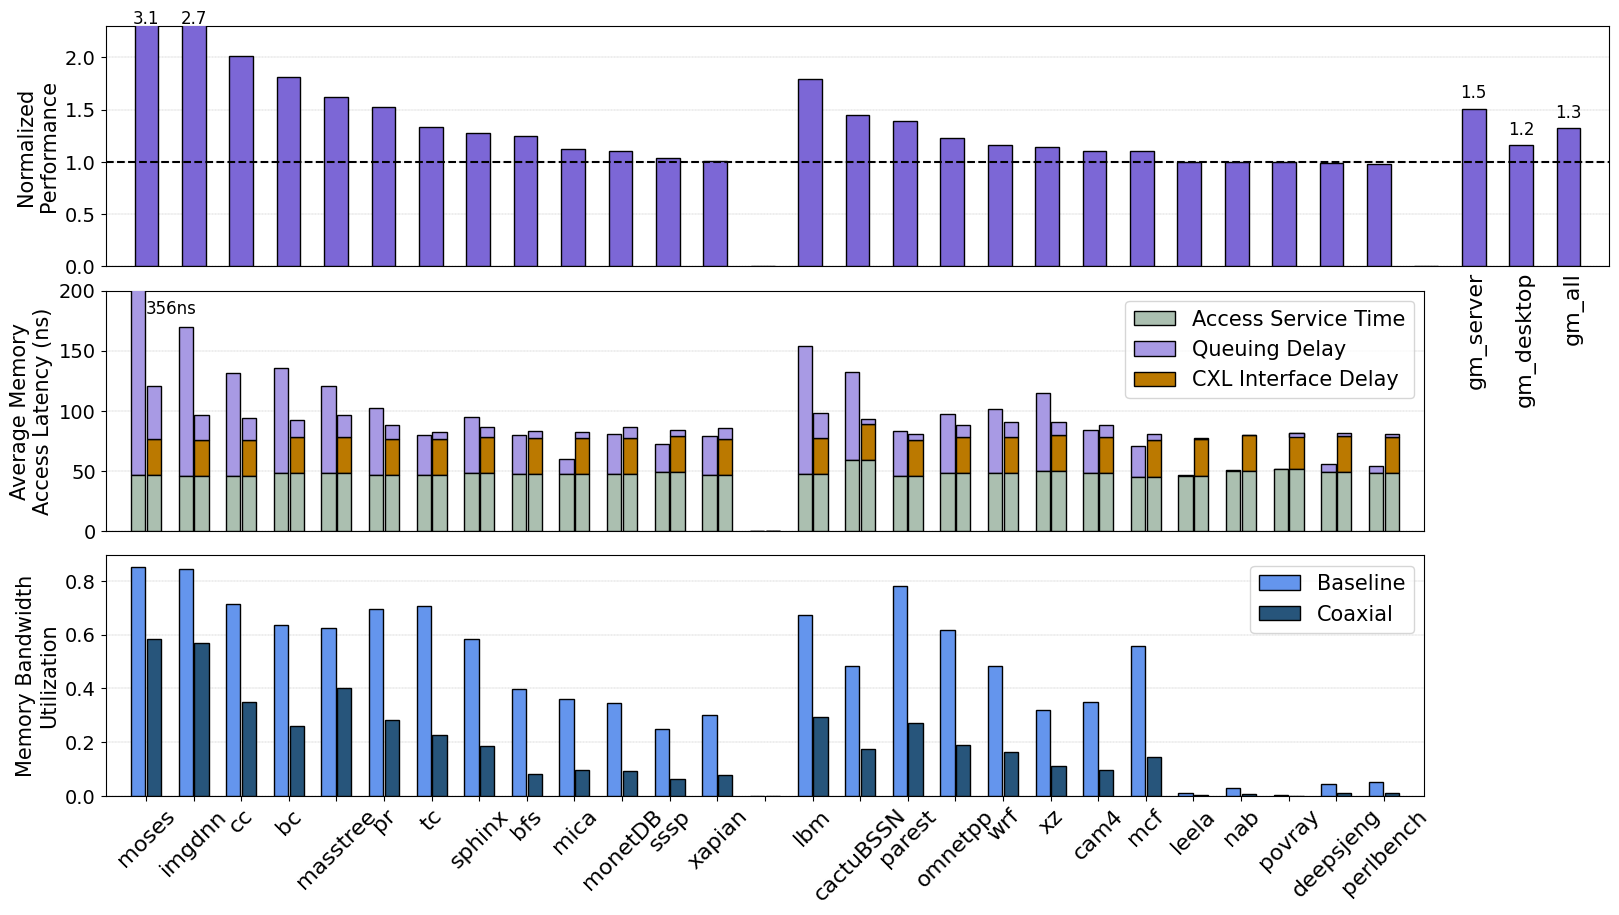 3.1
2.7
2.0
1.5
1.0
0.5
0.0
Normalized
Performance
1.5
1.2
1.3
gm_server
gm_desktop
gm_all
200
150
100
50
0
Average Memory
Access Latency (ns)
356ns
Access Service Time
Queuing Delay
CXL Interface Delay
0.8
0.6
0.4
0.2
0.0
Memory Bandwidth
Utilization
Baseline
Coaxial
moses
imgdnn
cc
bc
masstree
pr
tc
sphinx
bfs
mica
monetDB
sssp
xapian
lbm
cactuBSSN
parest
omnetpp
wrf
xz
cam4
mcf
leela
nab
povray
deepsjeng
perlbench